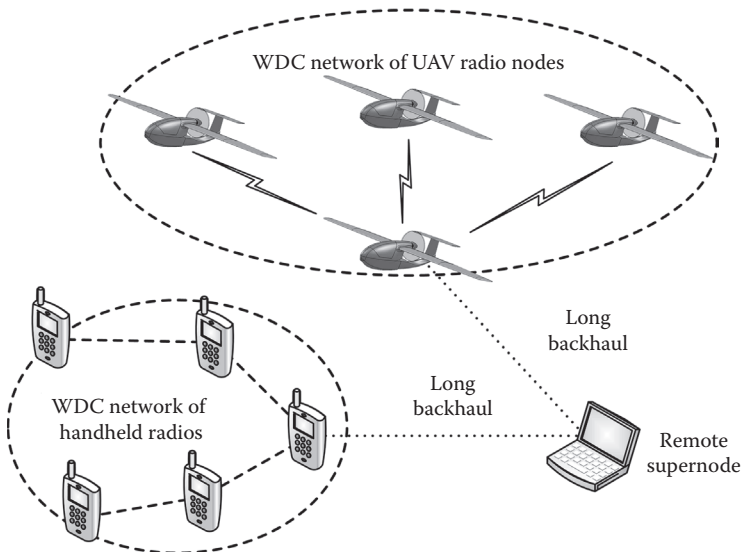 WDC network of UAV radio nodes
Long
backhaul
Long
backhaul
WDC network of
handheld radios
Remote
supernode